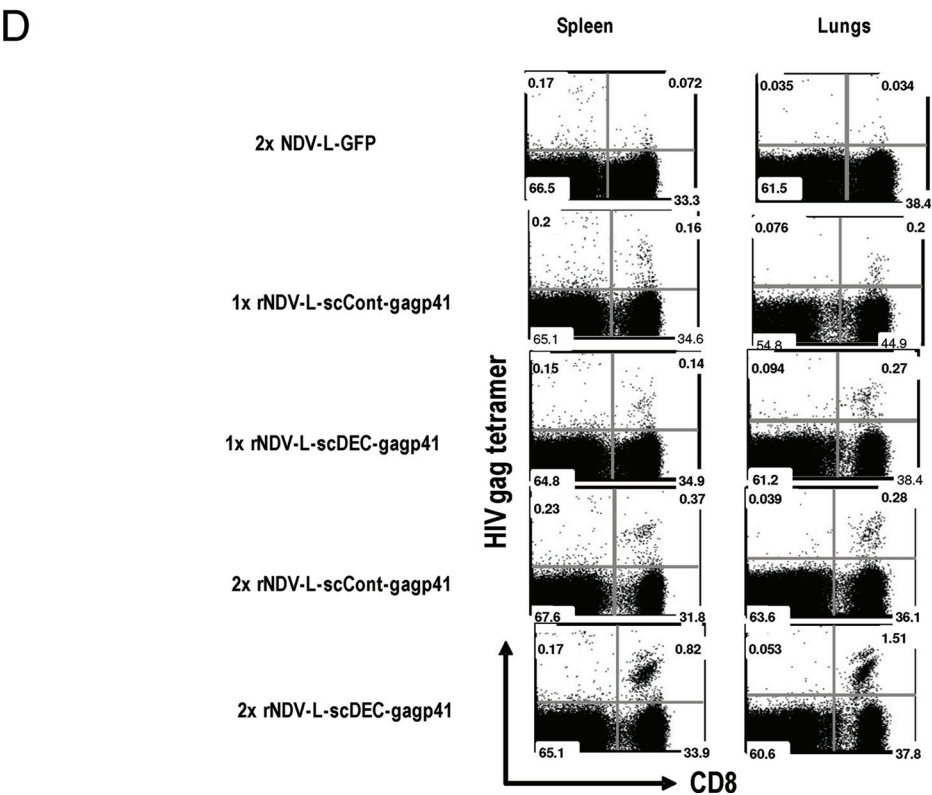 D
Spleen Lungs
0.17 0.072 0.035 0.034
2x NDV-L-GFP
66.5 33.3 61.5 38.4
0.2 0.16 0.076 0.2
1x rNDV-L-scCont-gagp41
65.1 34.6 54.8 44.9
0.15 0.14 0.094 0.27
HIV gag tetramer
1x rNDV-L-scDEC-gagp41
64.8 34.9 61.2 38.4
0.23 0.37 0.039 0.28
2x rNDV-L-scCont-gagp41
67.6 31.8 63.6 36.1
0.17 0.82 0.053 1.51
2x rNDV-L-scDEC-gagp41
65.1 33.9 60.6 37.8
CD8